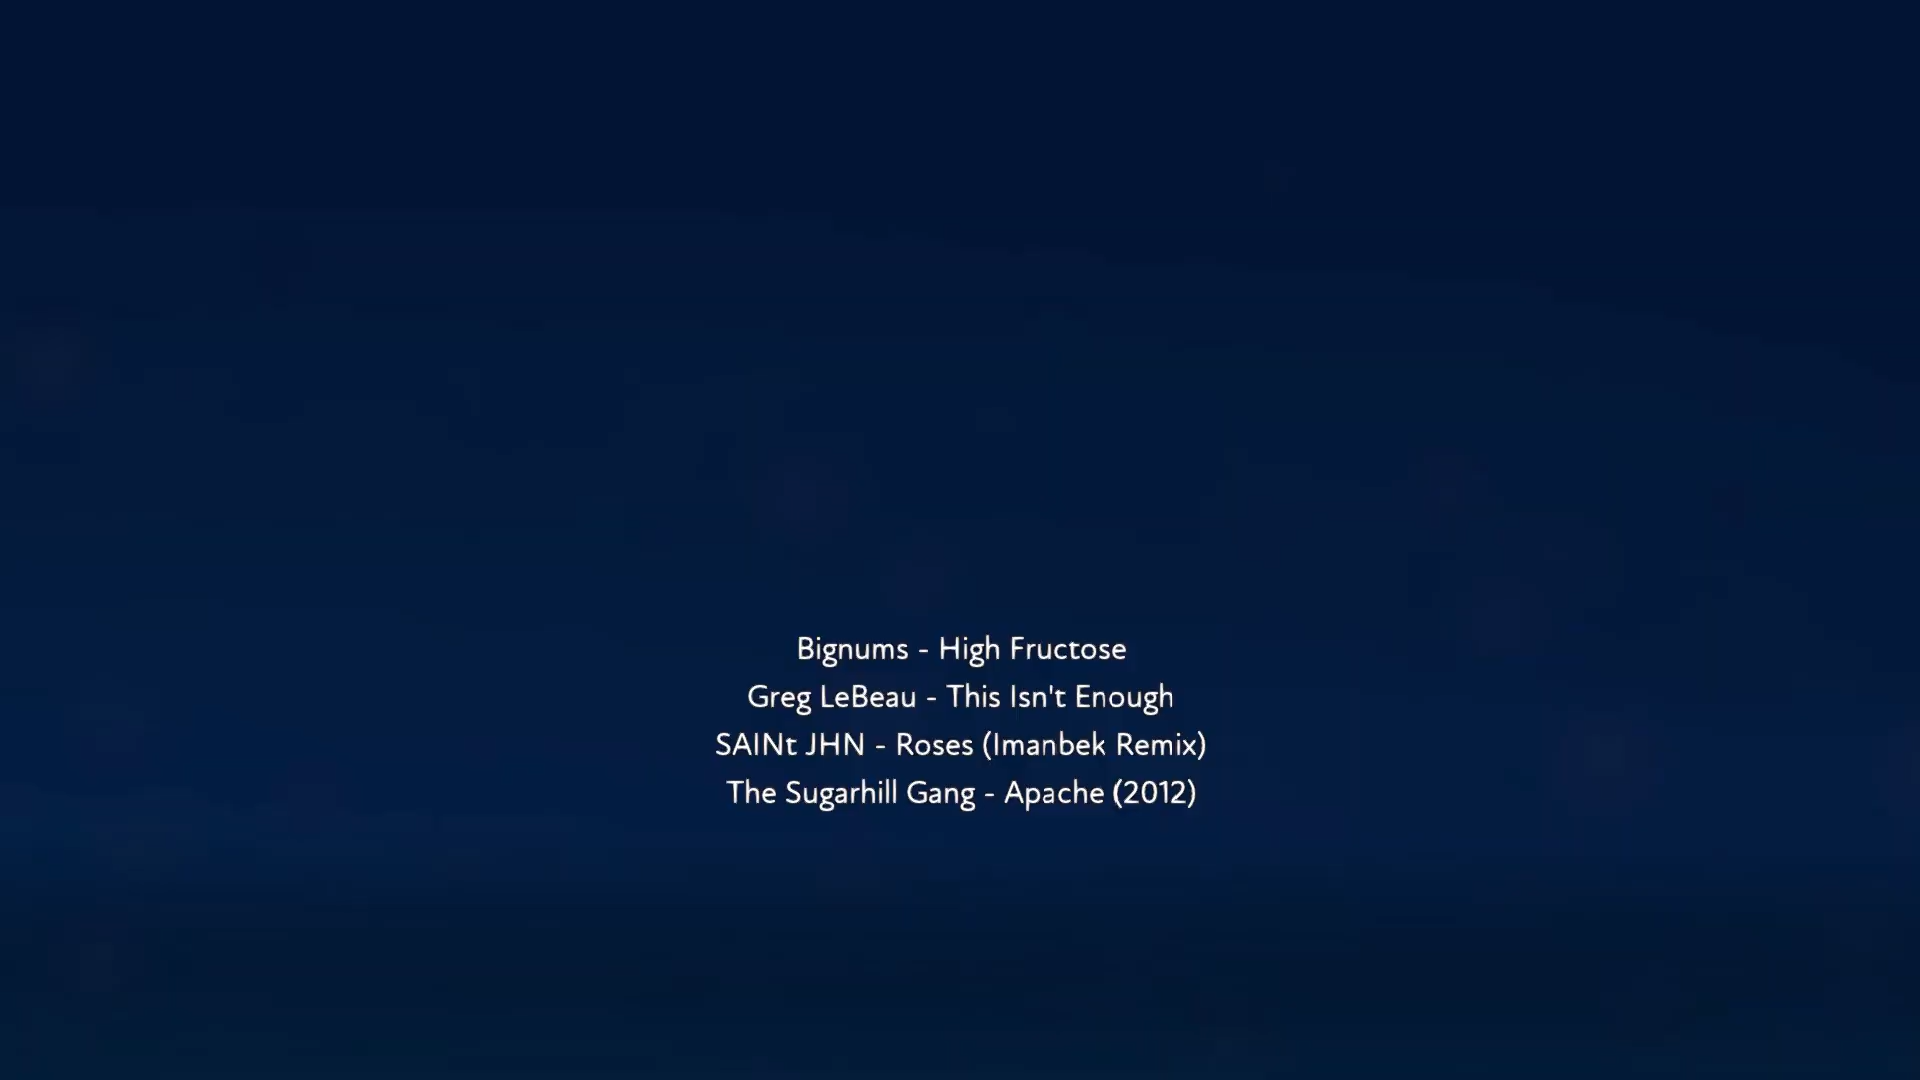 Bignums - High Fructose
Greg LeBeau - This Isn't Enough
SAINt JHN - Roses (Imanbek Remix)
The Sugarhill Gang - Apache (2012)